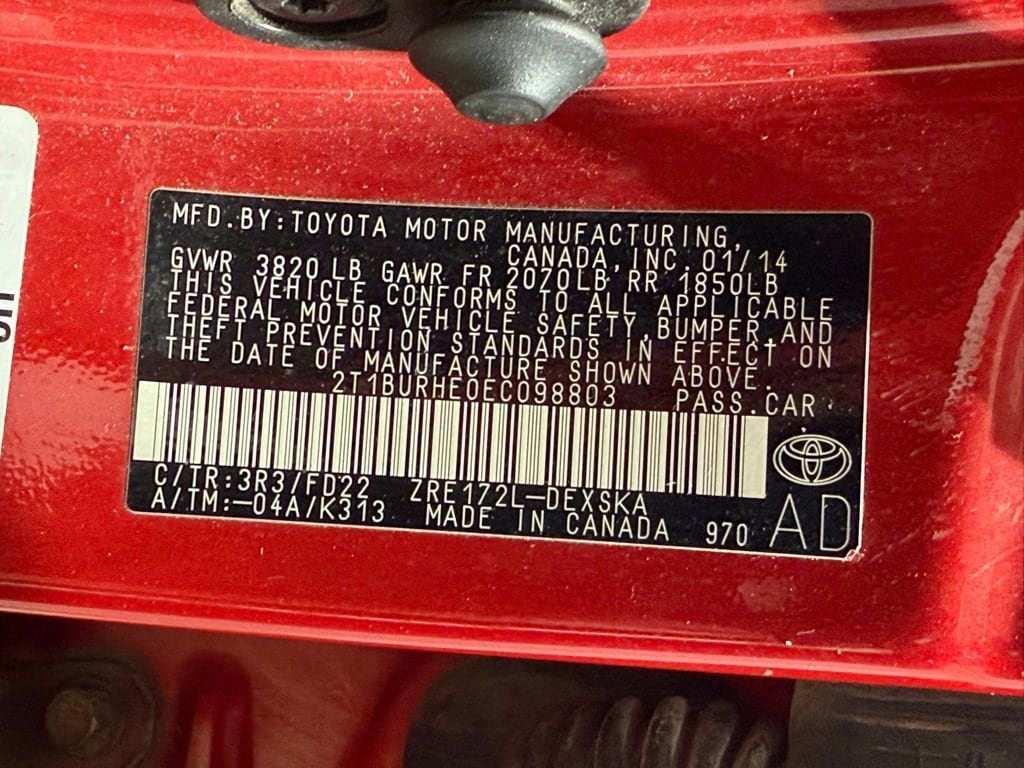 MFD.BY:TOYOTA MOTOR MANUFACTURING,
CANADA,INC.01/14
GVWR 3820LB GAWR FR 2070LB RR 1850LB
THIS VEHICLE CONFORMS TO ALL APPLICABLE
FEDERAL MOTOR VEHICLE SAFETY,BUMPER,AND
THEFT PREVENTION STANDARDS IN EFFECT ON
THE DATE OF MANUFACTURE SHOWN ABOVE.
2T1BURHE0EC098803 PASS.CAR
C/TR:3R3/FD22 ZRE172L-DEXSKA
A/TM:-04A/K313 MADE IN CANADA 970 AD